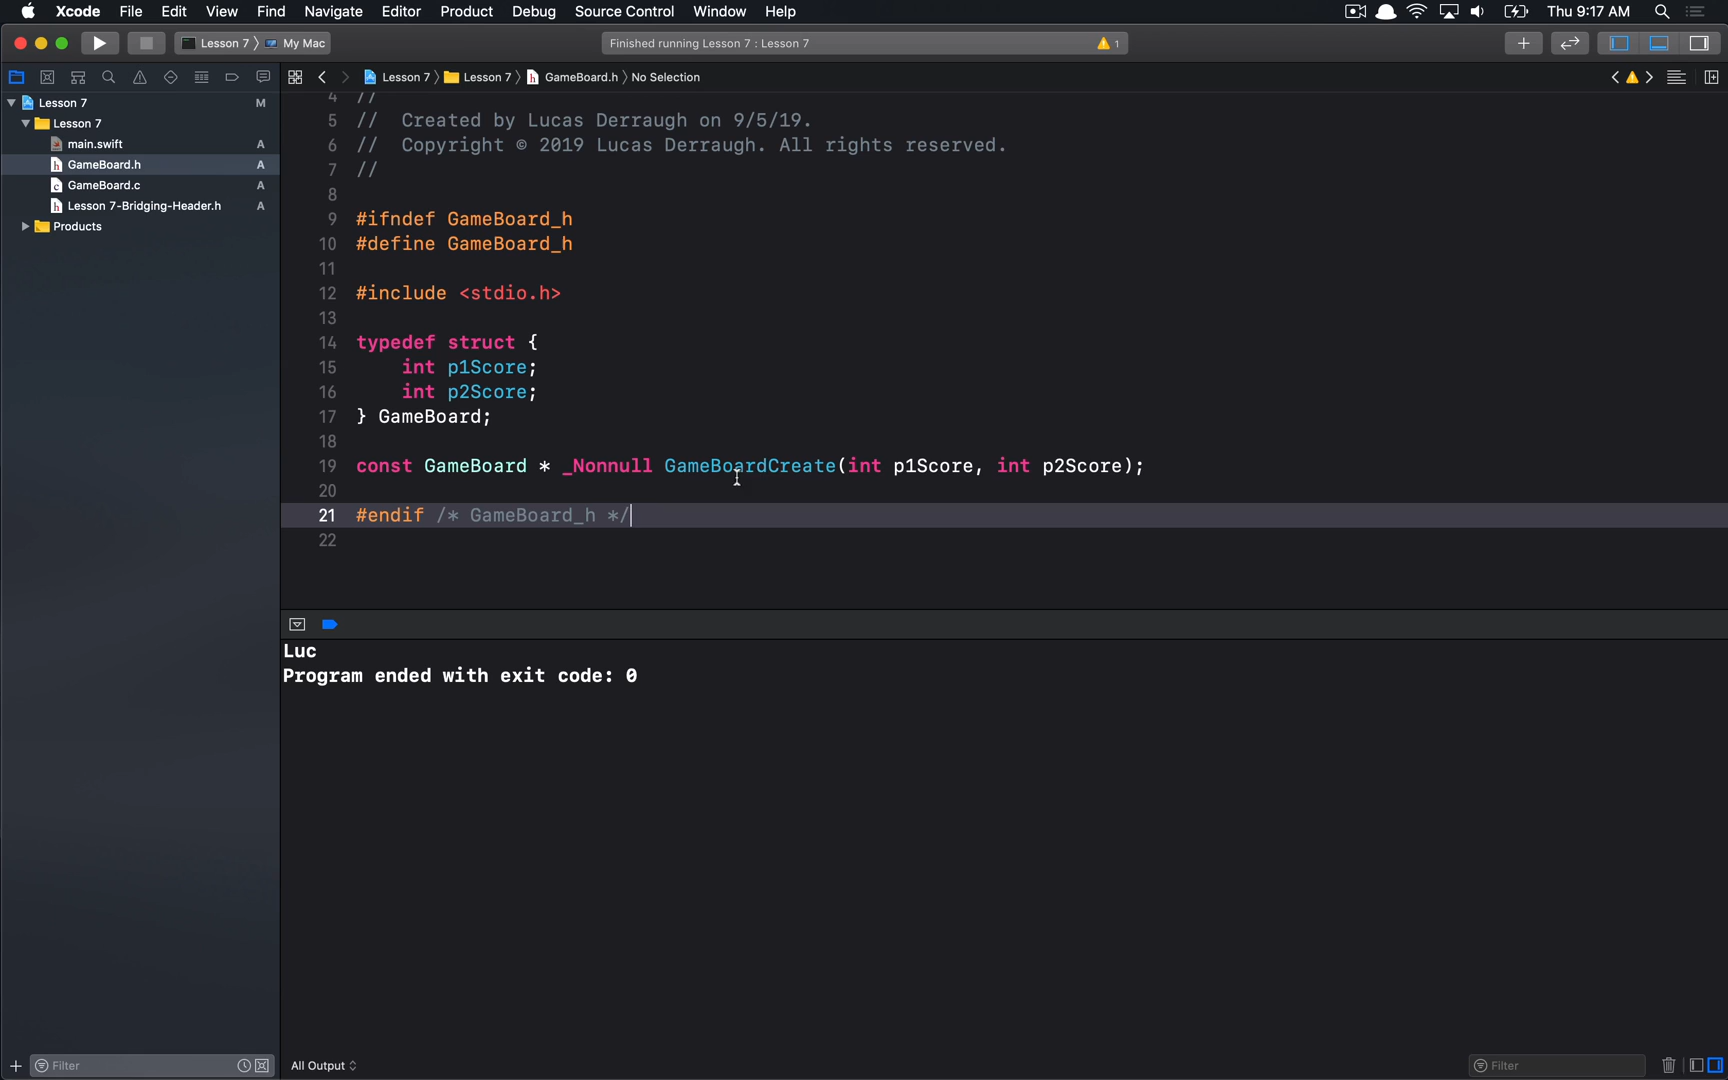 Xcode File Edit View Find Navigate Editor Product Debug Source Control Window Help Thu 9:17 AM
Lesson 7 My Mac Finished running Lesson 7 : Lesson 7 1
Lesson 7 Lesson 7 GameBoard.h No Selection
Lesson 7 M
Lesson 7
main.swift A
GameBoard.h A
GameBoard.c A
Lesson 7-Bridging-Header.h A
Products
4 //
5 // Created by Lucas Derraugh on 9/5/19.
6 // Copyright © 2019 Lucas Derraugh. All rights reserved.
7 //
8
9 #ifndef GameBoard_h
10 #define GameBoard_h
11
12 #include <stdio.h>
13
14 typedef struct {
15 int p1Score;
16 int p2Score;
17 } GameBoard;
18
19 const GameBoard * _Nonnull GameBoardCreate(int p1Score, int p2Score);
20
21 #endif /* GameBoard_h */
22
Luc
Program ended with exit code: 0
Filter All Output Filter